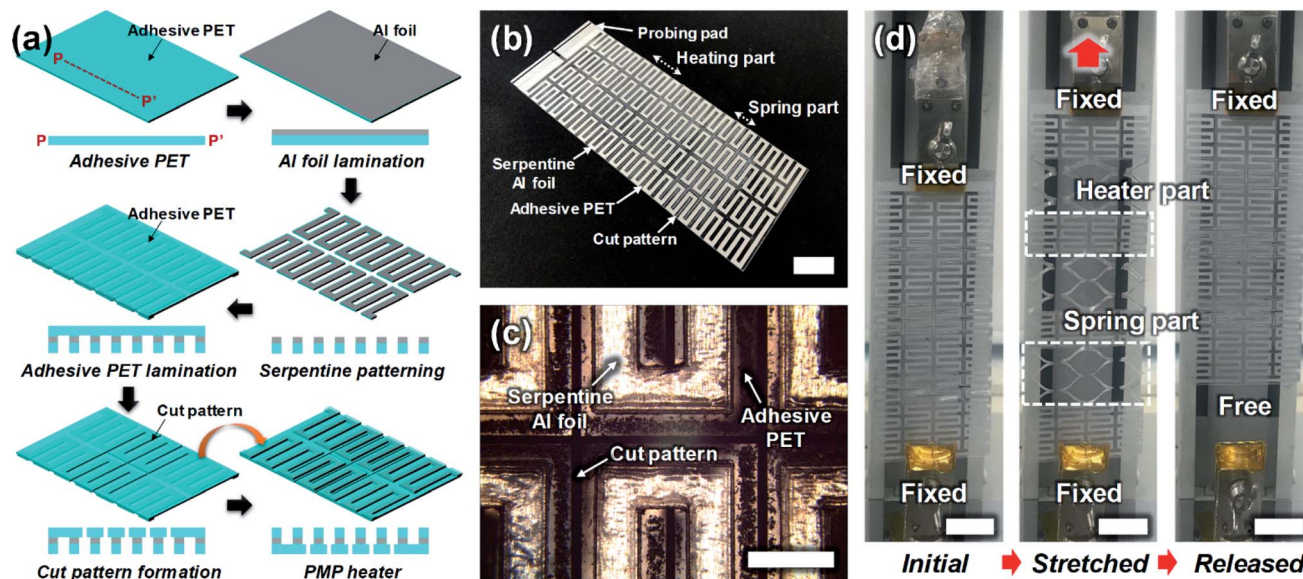 (a)
Adhesive PET
P
P'
P
P'
Adhesive PET
Al foil
Al foil lamination
Adhesive PET
Adhesive PET lamination
Serpentine patterning
Cut pattern
Cut pattern formation
PMP heater
(b)
Probing pad
Heating part
Spring part
Serpentine
Al foil
Adhesive PET
Cut pattern
(c)
Serpentine
Al foil
Adhesive
PET
Cut pattern
(d)
Fixed
Fixed
Initial
Fixed
Heater part
Spring part
Fixed
Stretched
Fixed
Free
Released